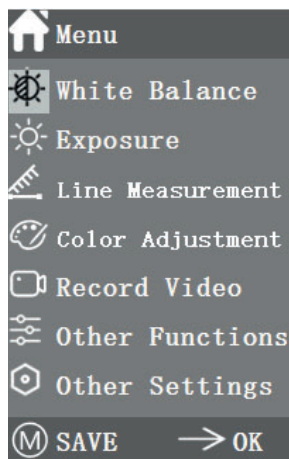 Menu
White Balance
Exposure
Line Measurement
Color Adjustment
Record Video
Other Functions
Other Settings
M SAVE → OK